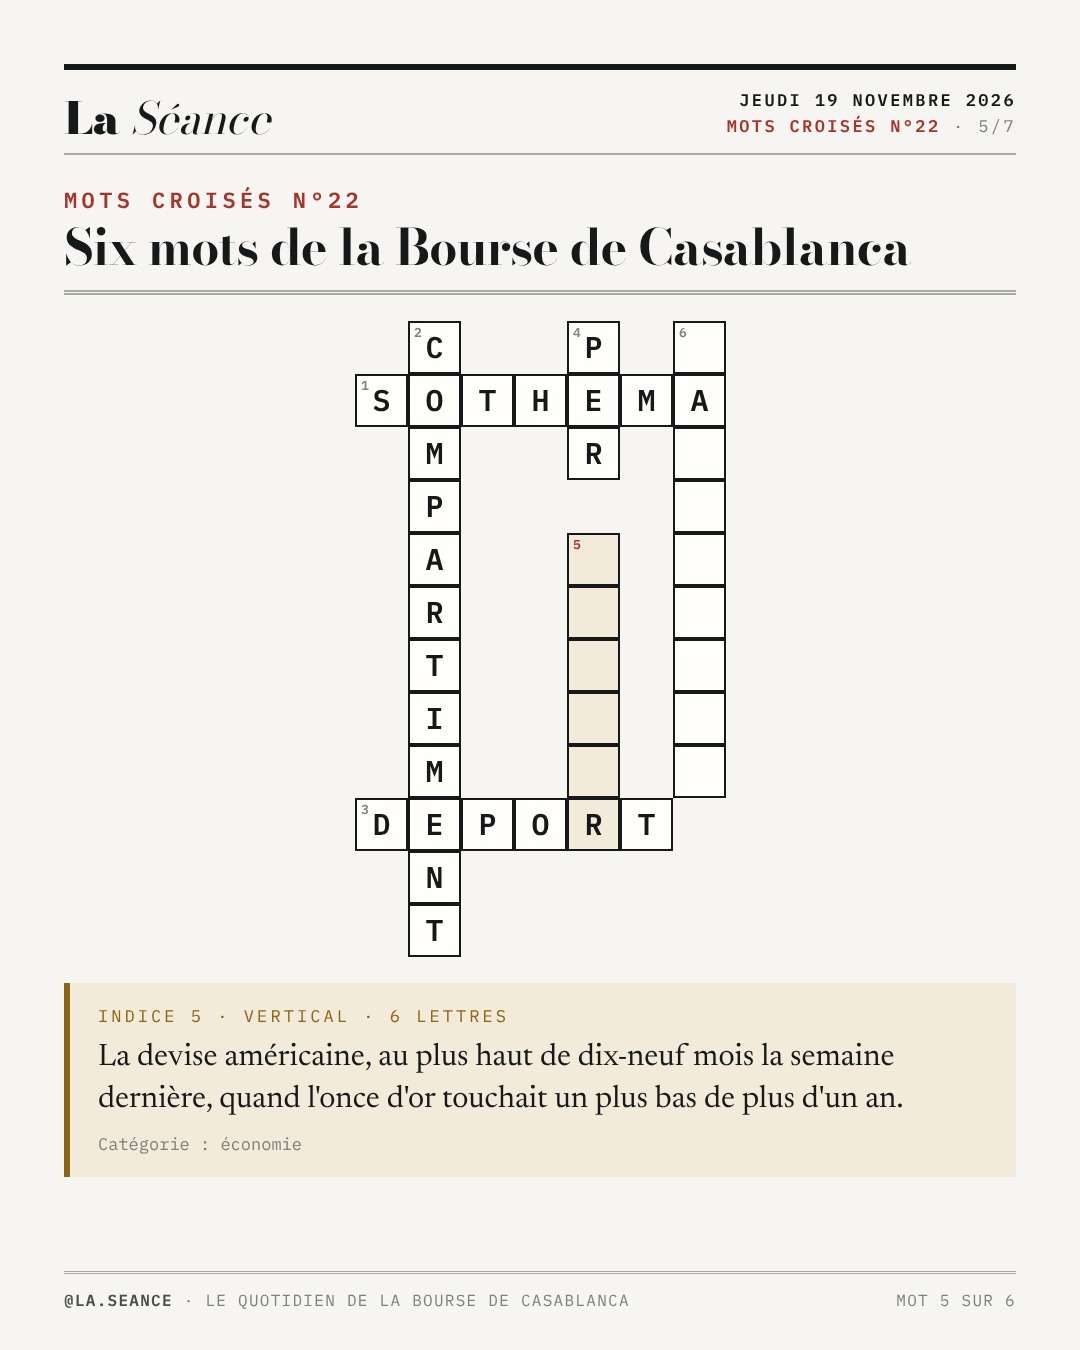 La Séance
JEUDI 19 NOVEMBRE 2026
MOTS CROISÉS N°22 · 5/7
MOTS CROISÉS N°22
Six mots de la Bourse de Casablanca
2 C 4 P 6
1 S O T H E M A
M R
P
A 5
R
T
I
M
3 D E P O R T
N
T
INDICE 5 · VERTICAL · 6 LETTRES
La devise américaine, au plus haut de dix-neuf mois la semaine
dernière, quand l'once d'or touchait un plus bas de plus d'un an.
Catégorie : économie
@LA.SEANCE · LE QUOTIDIEN DE LA BOURSE DE CASABLANCA
MOT 5 SUR 6